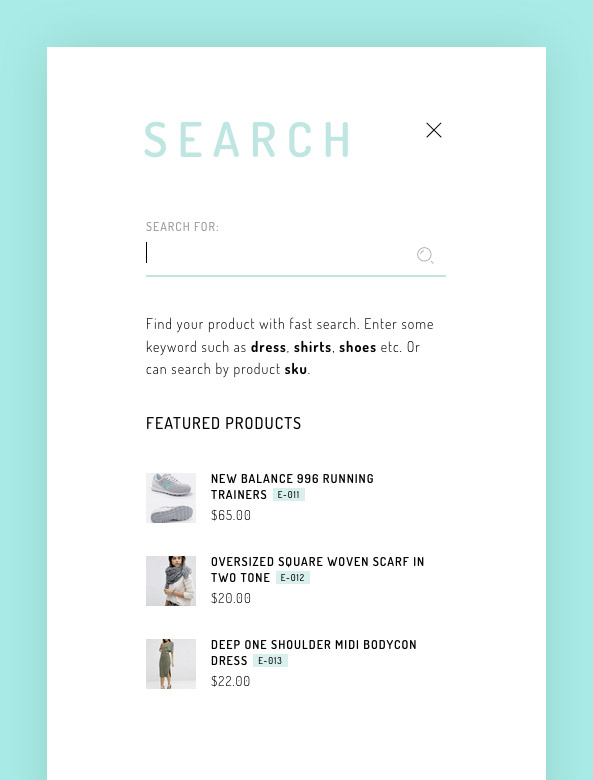 SEARCH
SEARCH FOR:
Find your product with fast search. Enter some
keyword such as dress, shirts, shoes etc. Or
can search by product sku.
FEATURED PRODUCTS
NEW BALANCE 996 RUNNING
TRAINERS E-011
$65.00
OVERSIZED SQUARE WOVEN SCARF IN
TWO TONE E-012
$20.00
DEEP ONE SHOULDER MIDI BODYCON
DRESS E-013
$22.00